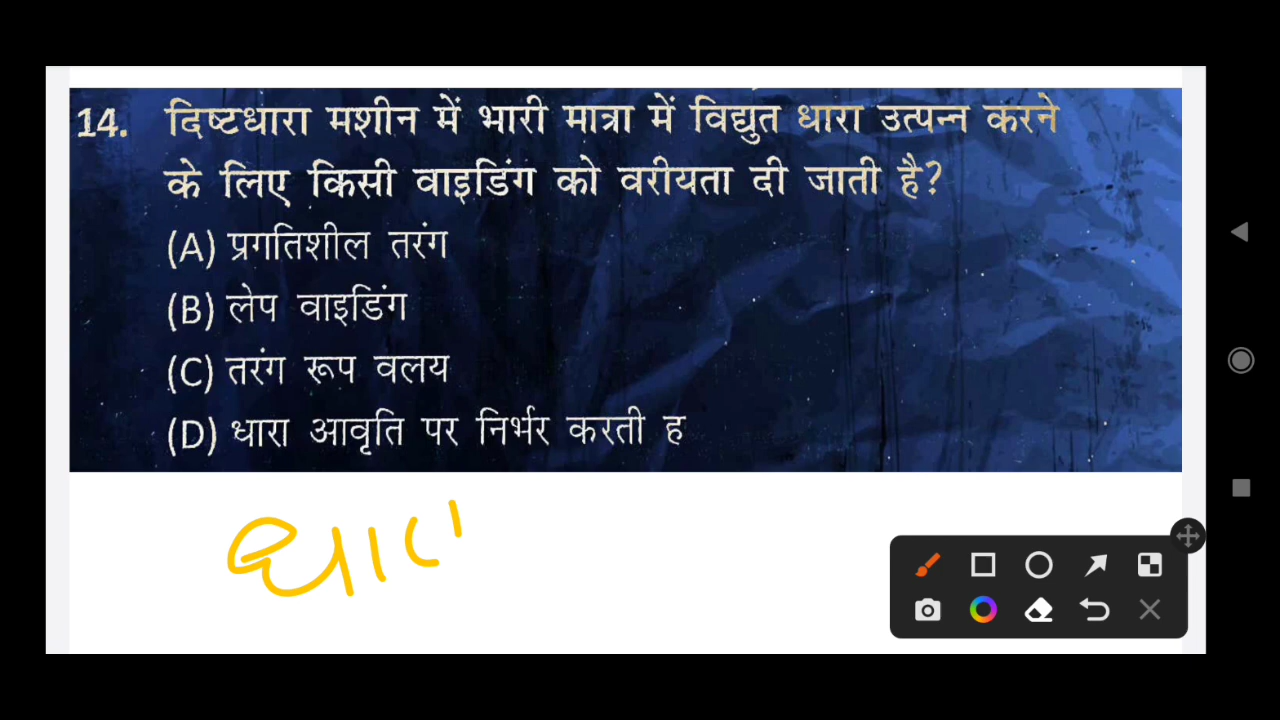 14. दिष्टधारा मशीन में भारी मात्रा में विद्युत धारा उत्पन्न करने
के लिए किसी वाइडिंग को वरीयता दी जाती है?
(A) प्रगतिशील तरंग
(B) लेप वाइडिंग
(C) तरंग रूप वलय
(D) धारा आवृति पर निर्भर करती ह